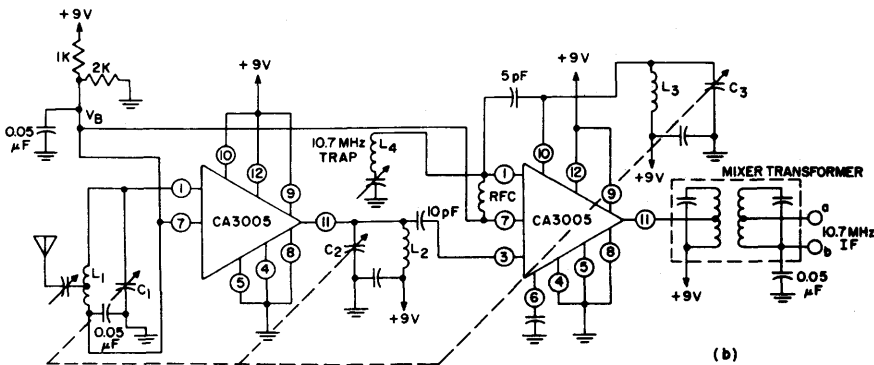 +9V
1K
2K
V_B
0.05
µF
+9V
10
12
9
1
7
CA3005
11
5
4
8
L1
C1
0.05
µF
10.7 MHz
TRAP
L4
C2
L2
+9V
10pF
5 pF
+9V
L3
C3
+9V
10
12
9
1
RFC
7
CA3005
11
3
8
6
4
5
MIXER TRANSFORMER
+9V
a
10.7MHz
IF
b
0.05
µF
(b)